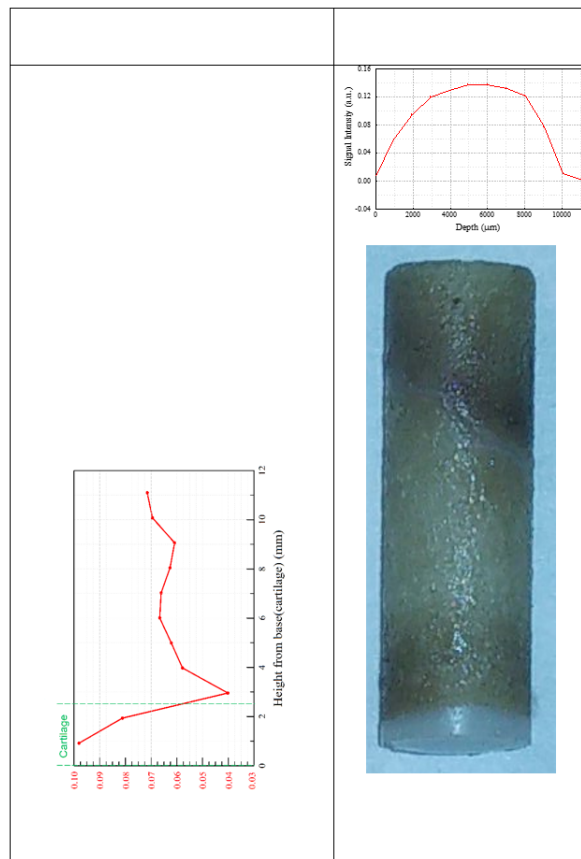 0.16
0.12
0.08
0.04
0.00
-0.04
Signal Intensiy (a.n.)
0 2000 4000 6000 8000 10000
Depth (μm)
12
10
8
6
4
2
0
Height from base(cartilage) (mm)
Cartilage
0.10 0.09 0.08 0.07 0.06 0.05 0.04 0.03